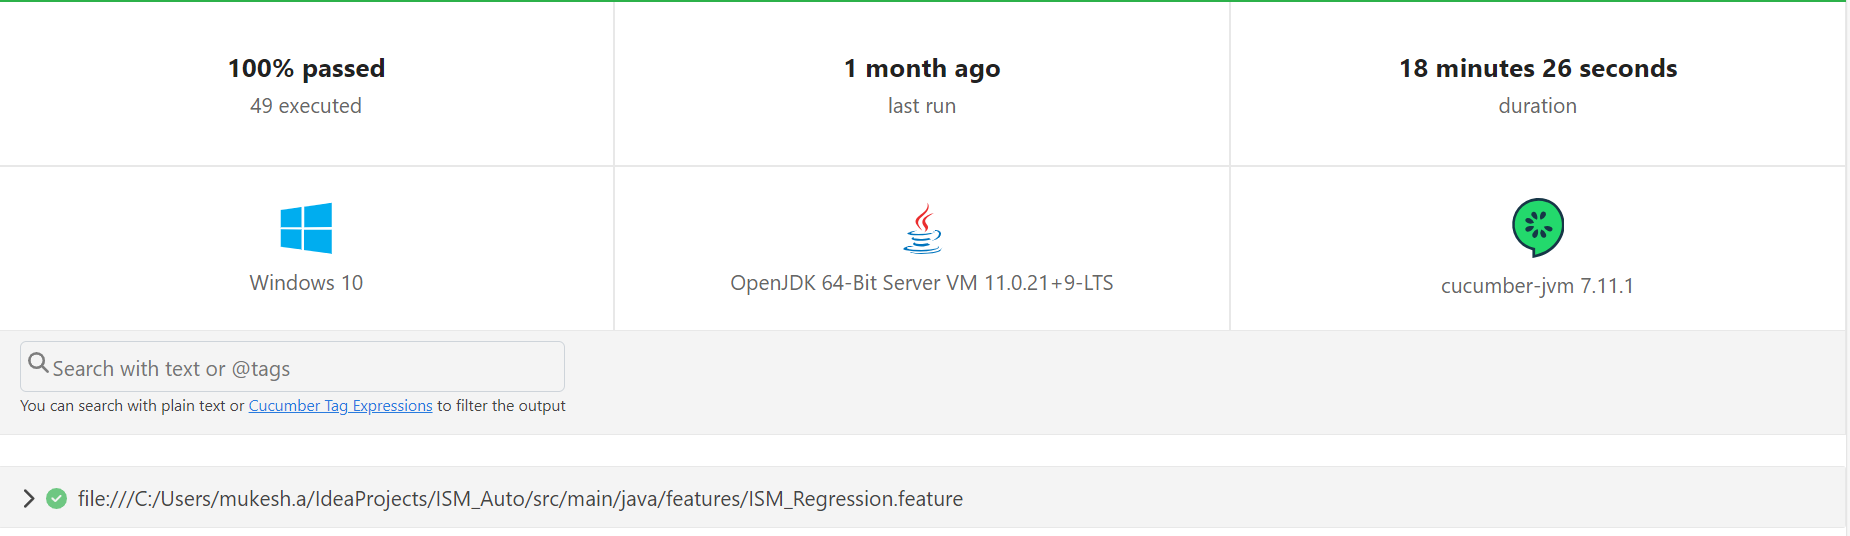 100% passed
49 executed
1 month ago
last run
18 minutes 26 seconds
duration
Windows 10
OpenJDK 64-Bit Server VM 11.0.21+9-LTS
cucumber-jvm 7.11.1
Search with text or @tags
You can search with plain text or Cucumber Tag Expressions to filter the output
file:///C:/Users/mukesh.a/IdeaProjects/ISM_Auto/src/main/java/features/ISM_Regression.feature